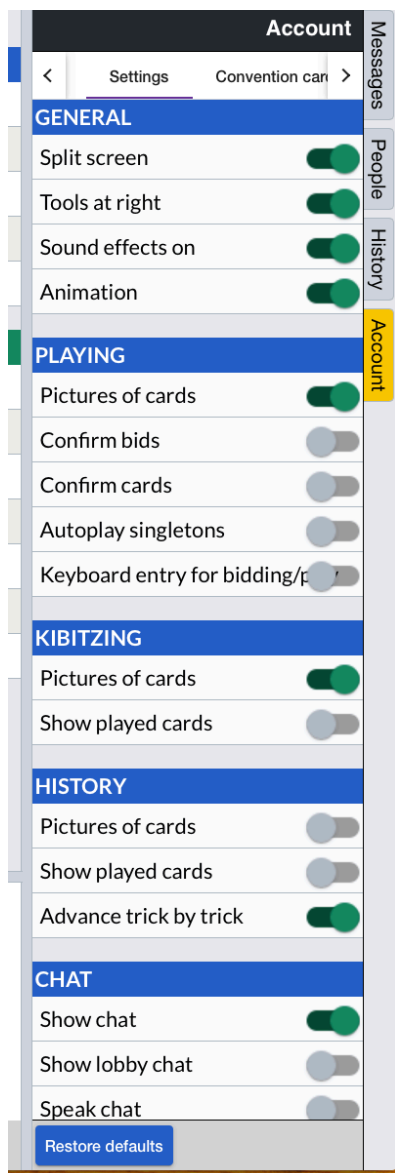 Account
Settings
Convention car
GENERAL
Split screen
Tools at right
Sound effects on
Animation
PLAYING
Pictures of cards
Confirm bids
Confirm cards
Autoplay singletons
Keyboard entry for bidding/
KIBITZING
Pictures of cards
Show played cards
HISTORY
Pictures of cards
Show played cards
Advance trick by trick
CHAT
Show chat
Show lobby chat
Speak chat
Restore defaults
Messages
People
History
Account